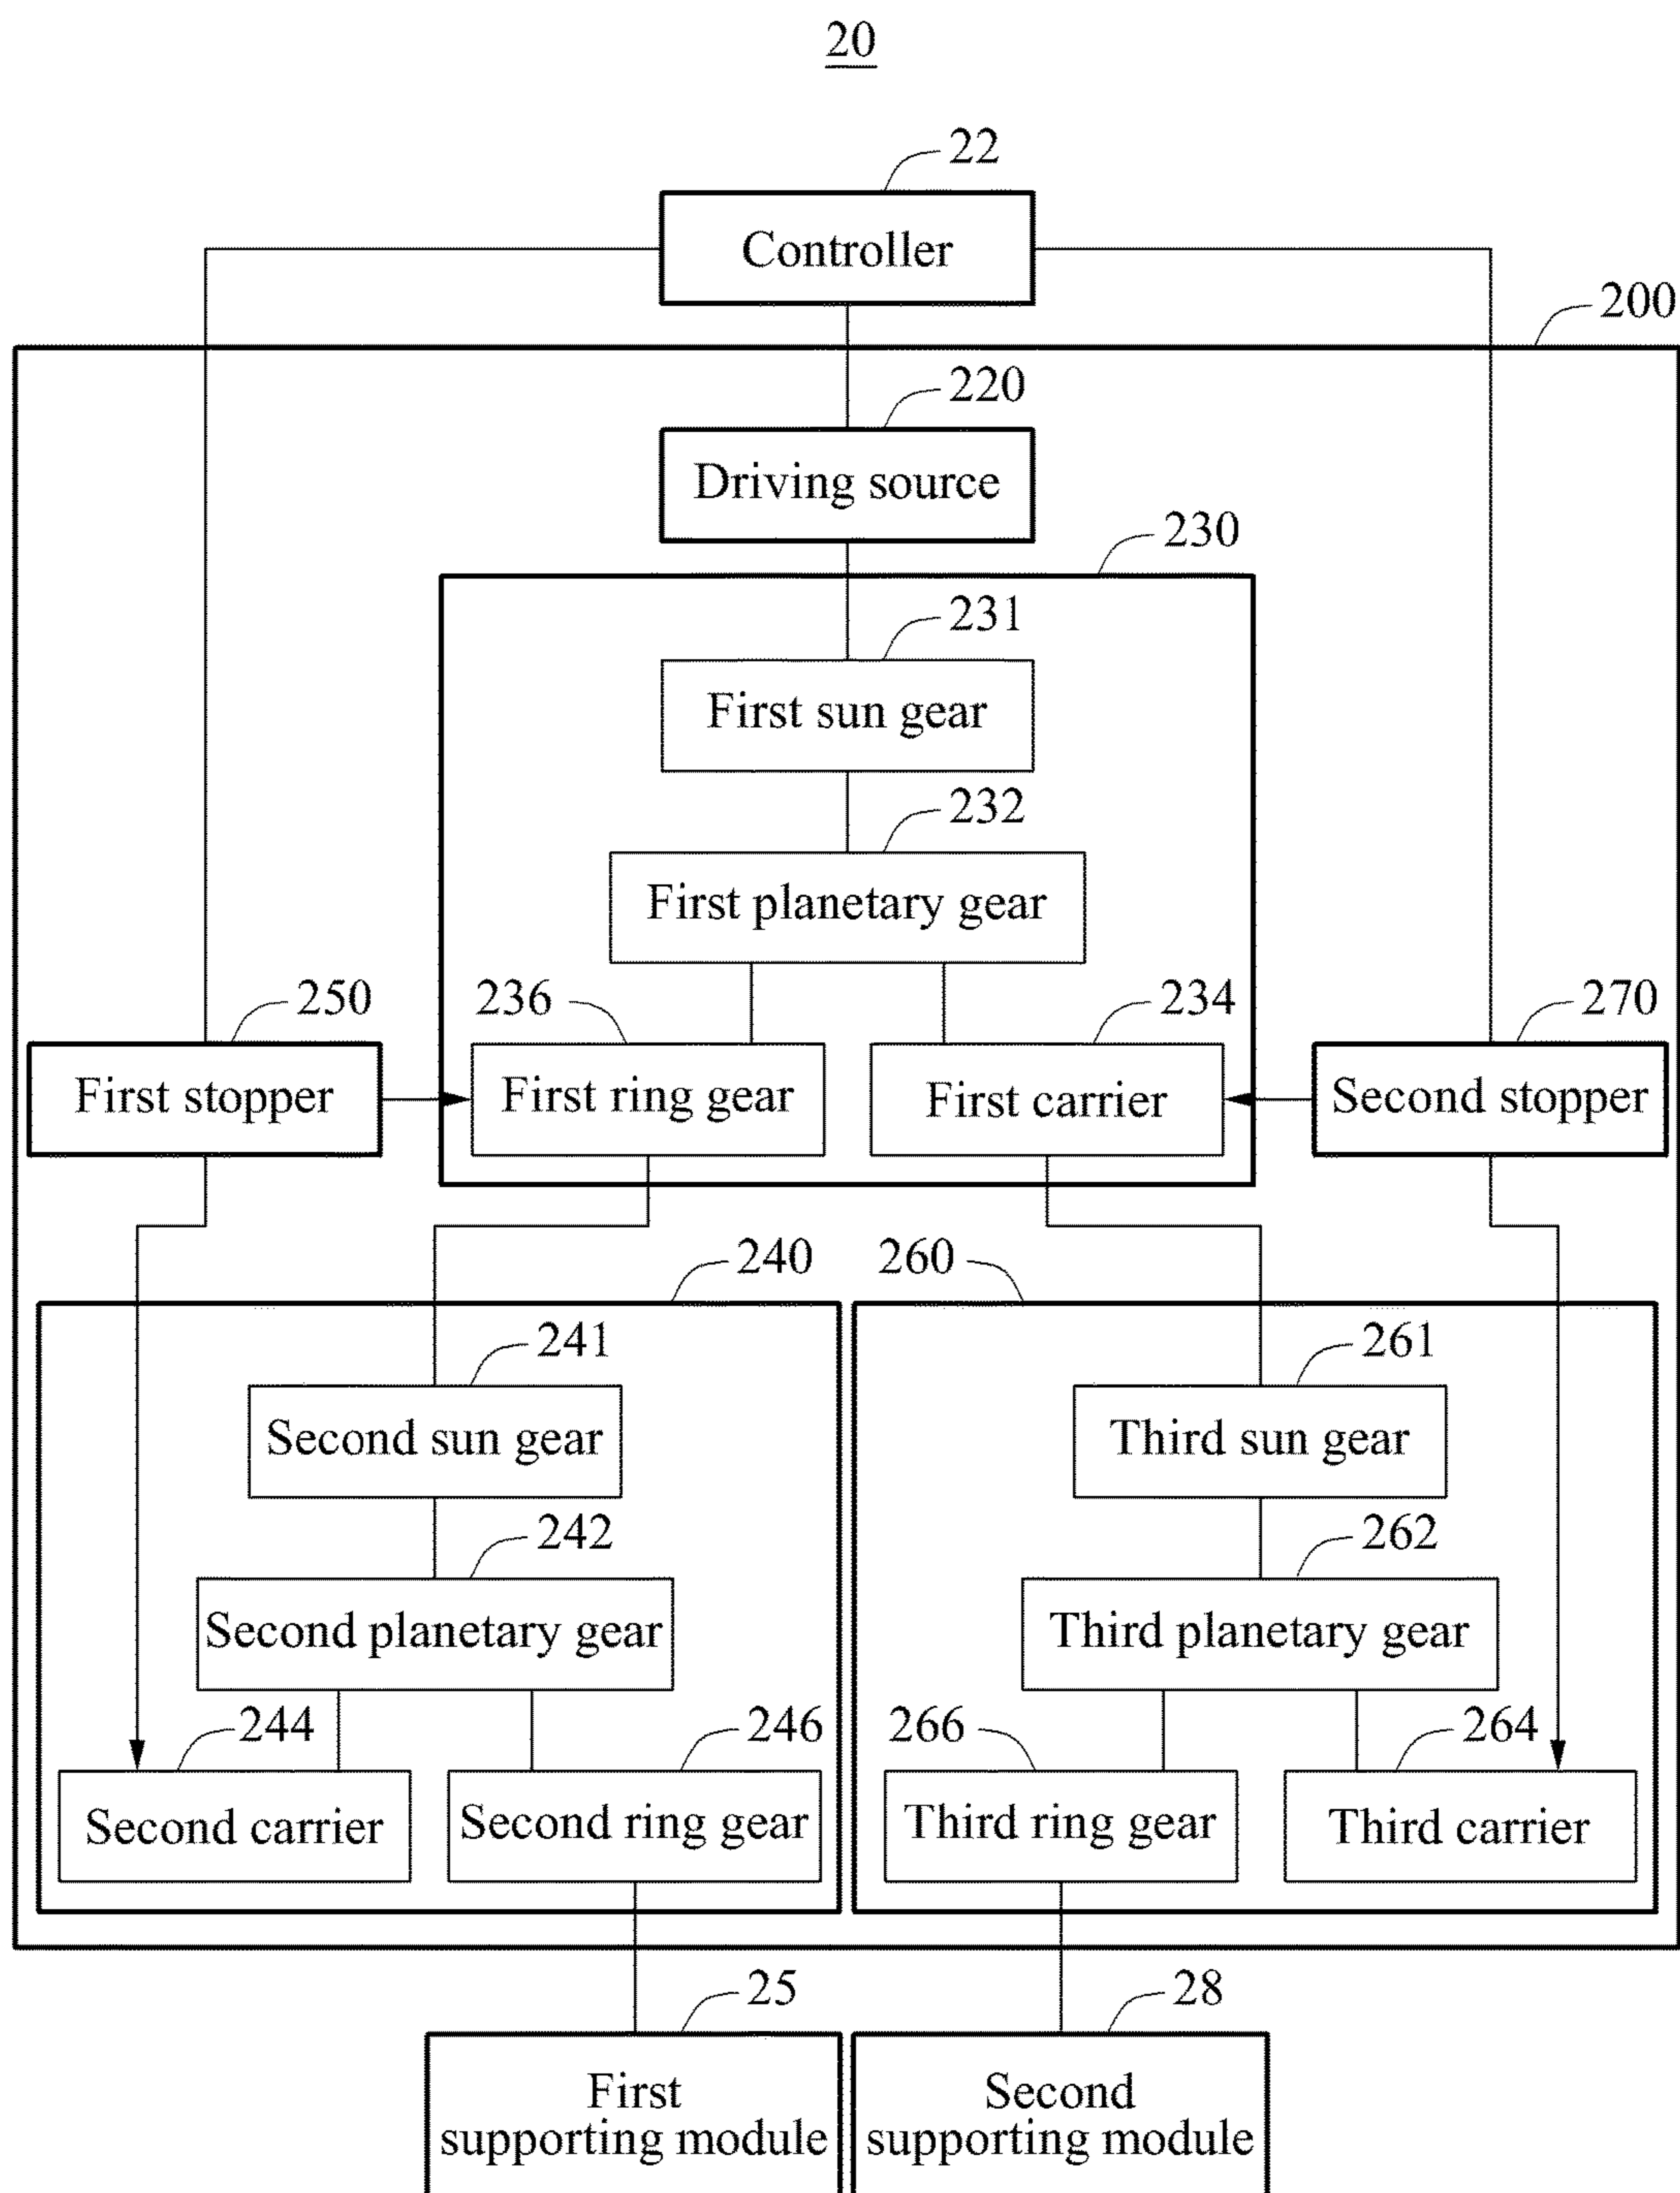 20
22
Controller
200
220
Driving source
230
231
First sun gear
232
First planetary gear
250
236
234
270
First stopper
First ring gear
First carrier
Second stopper
240
260
241
261
Second sun gear
Third sun gear
242
262
Second planetary gear
Third planetary gear
244
246
266
264
Second carrier
Second ring gear
Third ring gear
Third carrier
25
28
First
supporting module
Second
supporting module